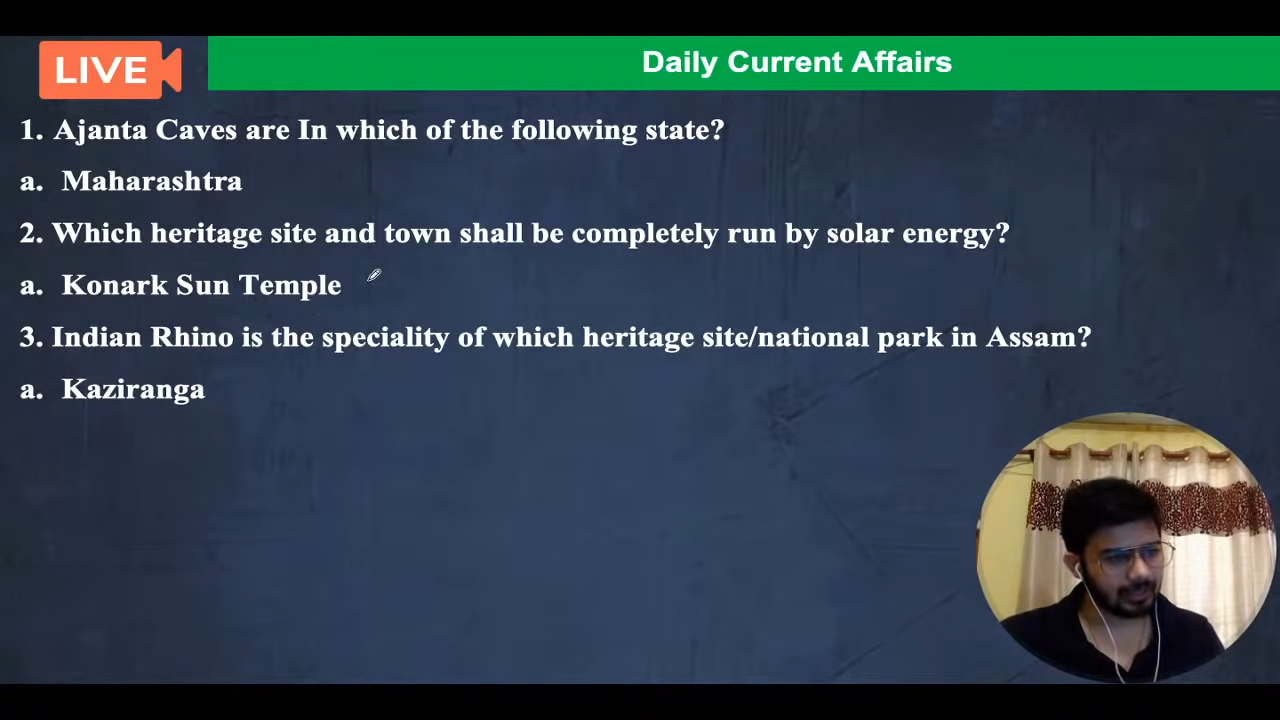 LIVE
Daily Current Affairs
1. Ajanta Caves are In which of the following state?
a. Maharashtra
2. Which heritage site and town shall be completely run by solar energy?
a. Konark Sun Temple
3. Indian Rhino is the speciality of which heritage site/national park in Assam?
a. Kaziranga